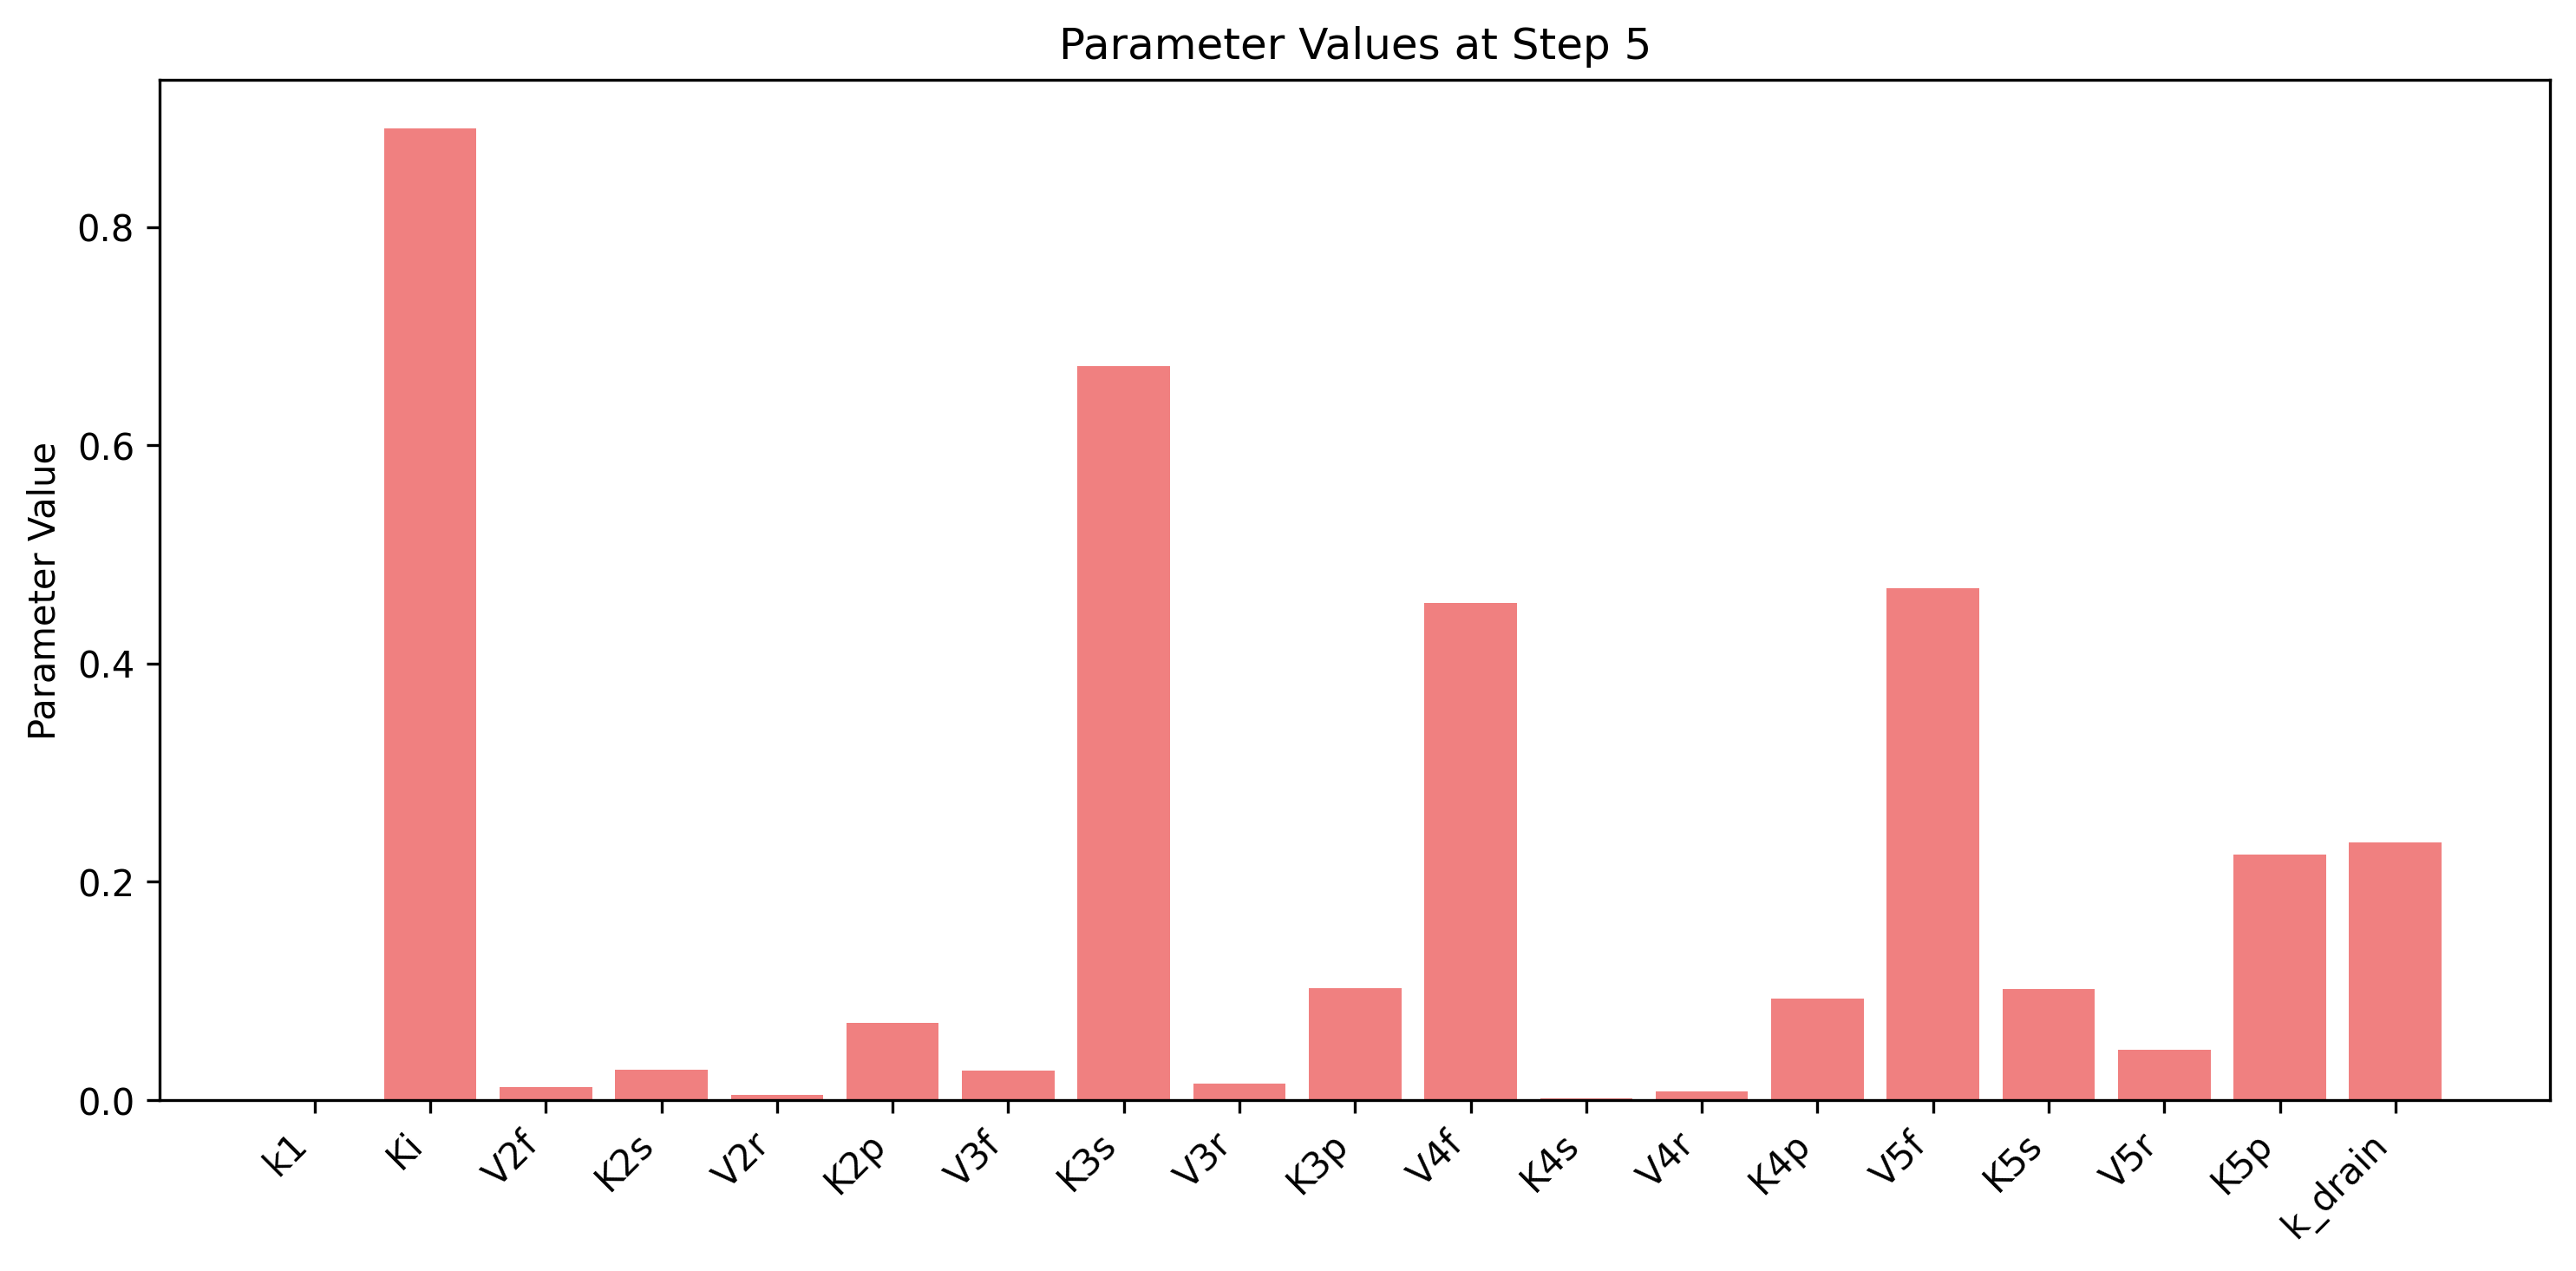 Parameter Values at Step 5
Parameter Value
0.8
0.6
0.4
0.2
0.0
k1
Ki
V2f
K2s
V2r
K2p
V3f
K3s
V3r
K3p
V4f
K4s
V4r
K4p
V5f
K5s
V5r
K5p
k_drain